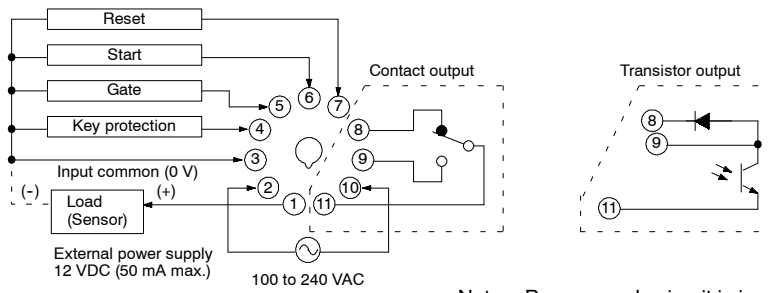 Reset
Start
Gate
Key protection
Input common (0 V)
(-)
(+)
Load
(Sensor)
External power supply
12 VDC (50 mA max.)
100 to 240 VAC
5
6
7
4
3
2
1
8
9
10
11
Contact output
Transistor output
8
9
11